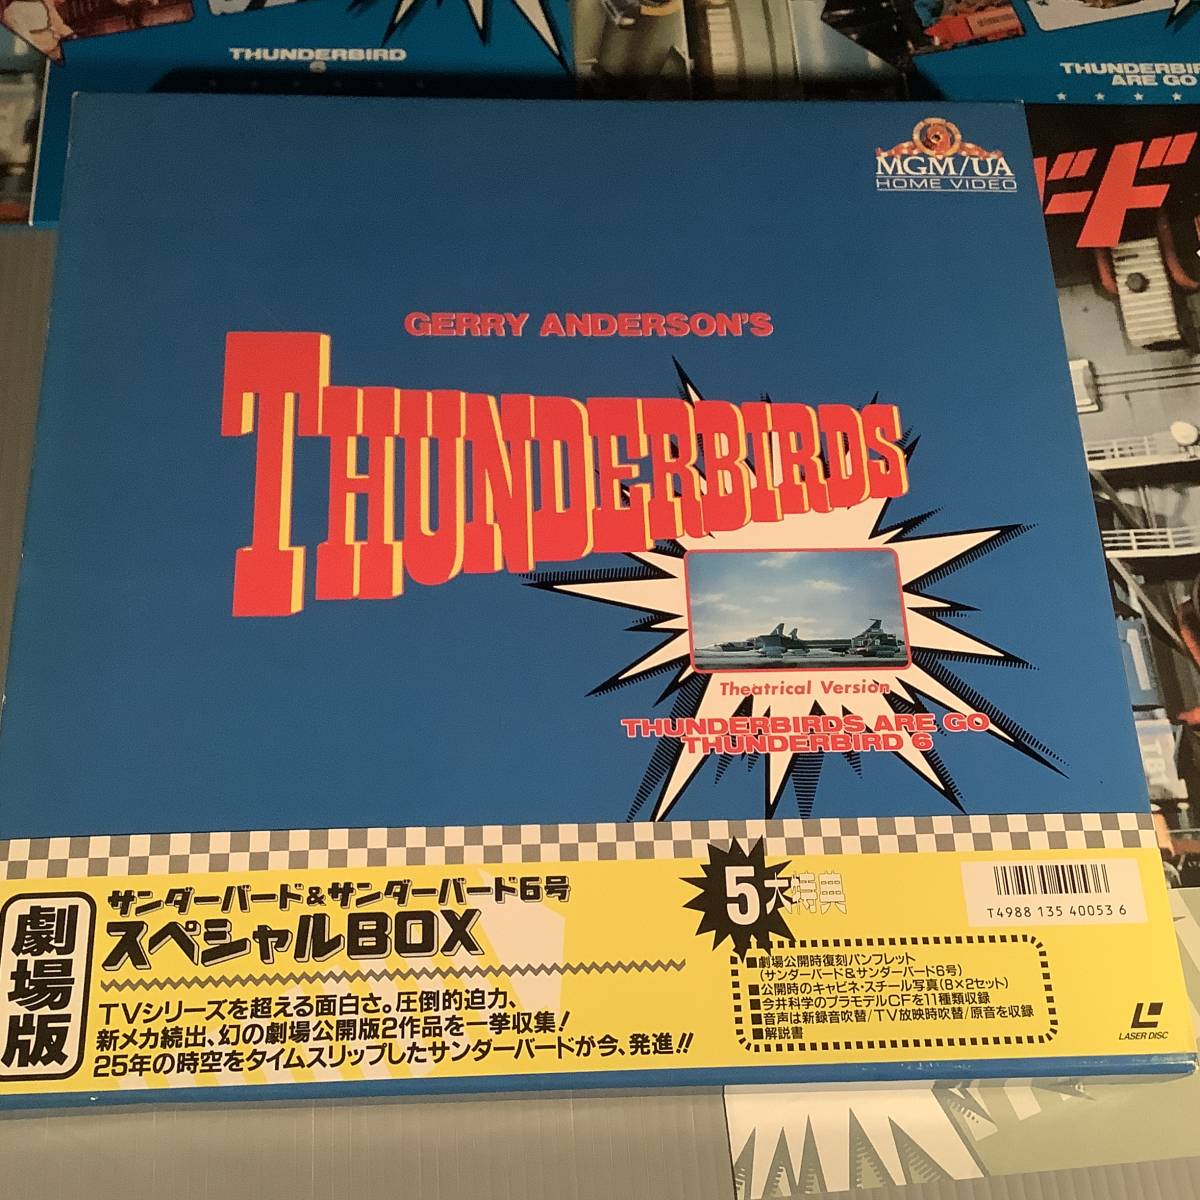 THUNDERBIRD
6
THUNDERBIR
ARE GO
MGM/UA
HOME VIDEO
ード
GERRY ANDERSON'S
THUNDERBIRDS
Theatrical Version
THUNDERBIRDS ARE GO
THUNDERBIRD 6
劇場版
サンダーバード&サンダーバード6号
スペシャルBOX
TVシリーズを超える面白さ。圧倒的迫力、
新メカ続出、幻の劇場公開版2作品を一挙収集!
25年の時空をタイムスリップしたサンダーバードが今、発進!!
5大特典
■劇場公開時復刻パンフレット
(サンダーバード&サンダーバード6号)
■公開時のキャビネ・スチール写真(8×2セット)
■今井科学のプラモデルCFを11種類収録
■音声は新録音吹替/TV放映時吹替/原音を収録
■解説書
T4988 135 40053 6
LASER DISC